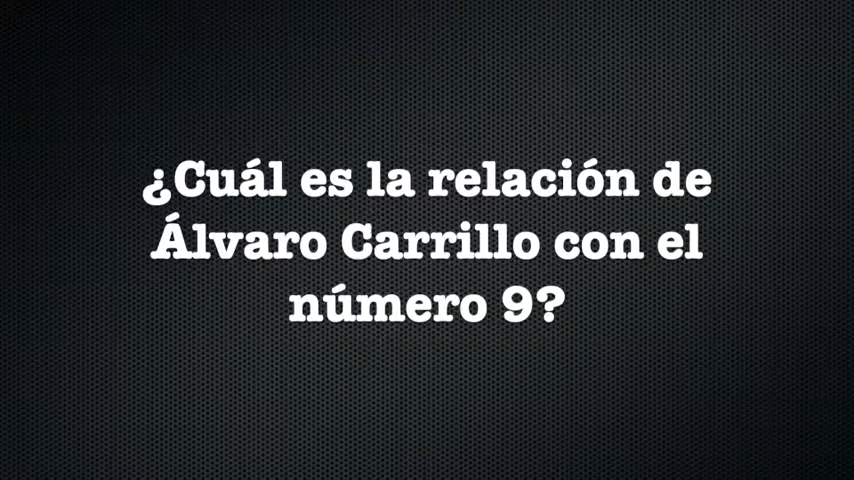 ¿Cuál es la relación de
Álvaro Carrillo con el
número 9?